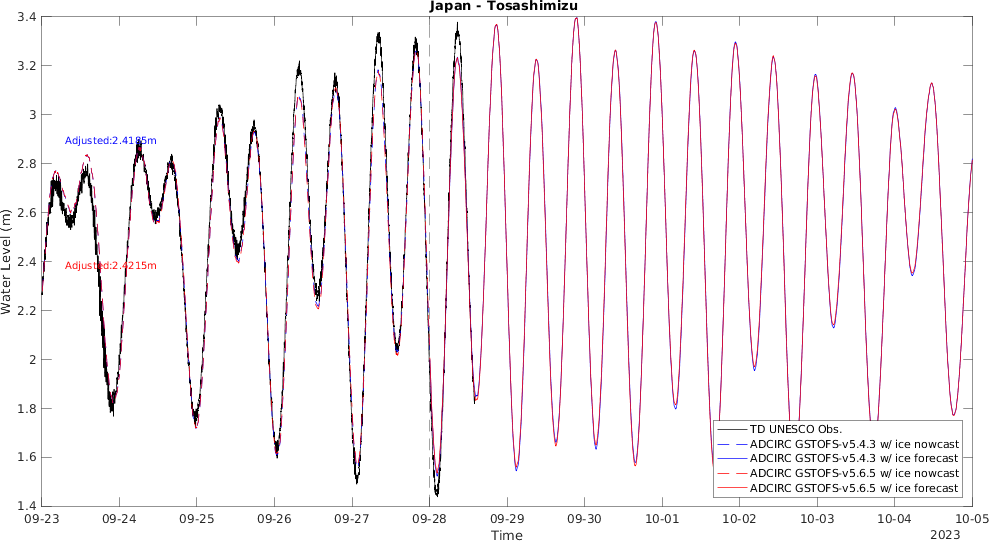 Japan - Tosashimizu
3.4
3.2
3
2.8
2.6
2.4
2.2
2
1.8
1.6
1.4
Water Level (m)
Adjusted:2.4185m
Adjusted:2.4215m
TD UNESCO Obs.
ADCIRC GSTOFS-v5.4.3 w/ ice nowcast
ADCIRC GSTOFS-v5.4.3 w/ ice forecast
ADCIRC GSTOFS-v5.6.5 w/ ice nowcast
ADCIRC GSTOFS-v5.6.5 w/ ice forecast
09-23 09-24 09-25 09-26 09-27 09-28 09-29 09-30 10-01 10-02 10-03 10-04 10-05
Time
2023